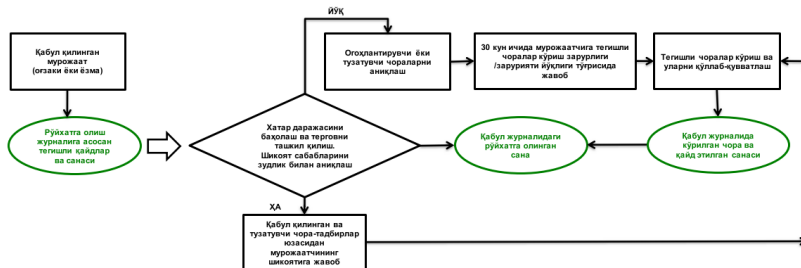 ЙЎҚ
Қабул қилинган
мурожаат
(оғзаки ёки ёзма)
Огоҳлантирувчи ёки
тузатувчи чораларни
аниқлаш
30 кун ичида мурожаатчига тегишли
чоралар кўриш зарурлиги
/зарурияти йўқлиги тўғрисида
жавоб
Тегишли чоралар кўриш ва
уларни қўллаб-қувватлаш
Рўйхатга олиш
журналига асосан
тегишли қайдлар
ва санаси
Хатар даражасини
баҳолаш ва терговни
ташкил қилиш.
Шикоят сабабларини
зудлик билан аниқлаш
Қабул журналидаги
рўйхатга олинган
сана
Қабул журналида
кўрилган чора ва
қайд этилган санаси
ҲА
Қабул қилинган ва
тузатувчи чора-тадбирлар
юзасидан
мурожаатчининг
шикоятига жавоб